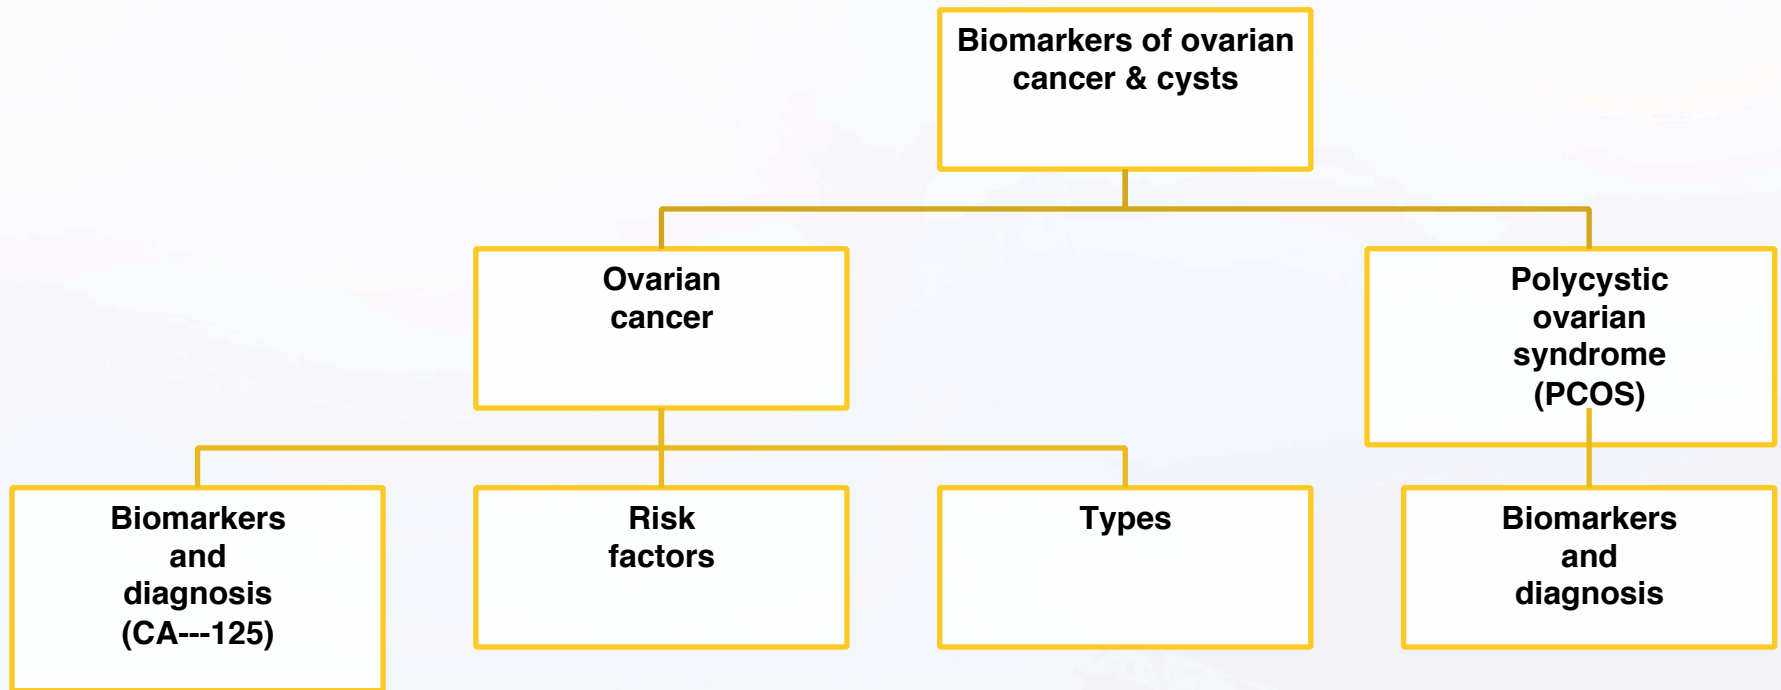 Biomarkers of ovarian
cancer & cysts
Ovarian
cancer
Polycystic
ovarian
syndrome
(PCOS)
Biomarkers
and
diagnosis
(CA---125)
Risk
factors
Types
Biomarkers
and
diagnosis